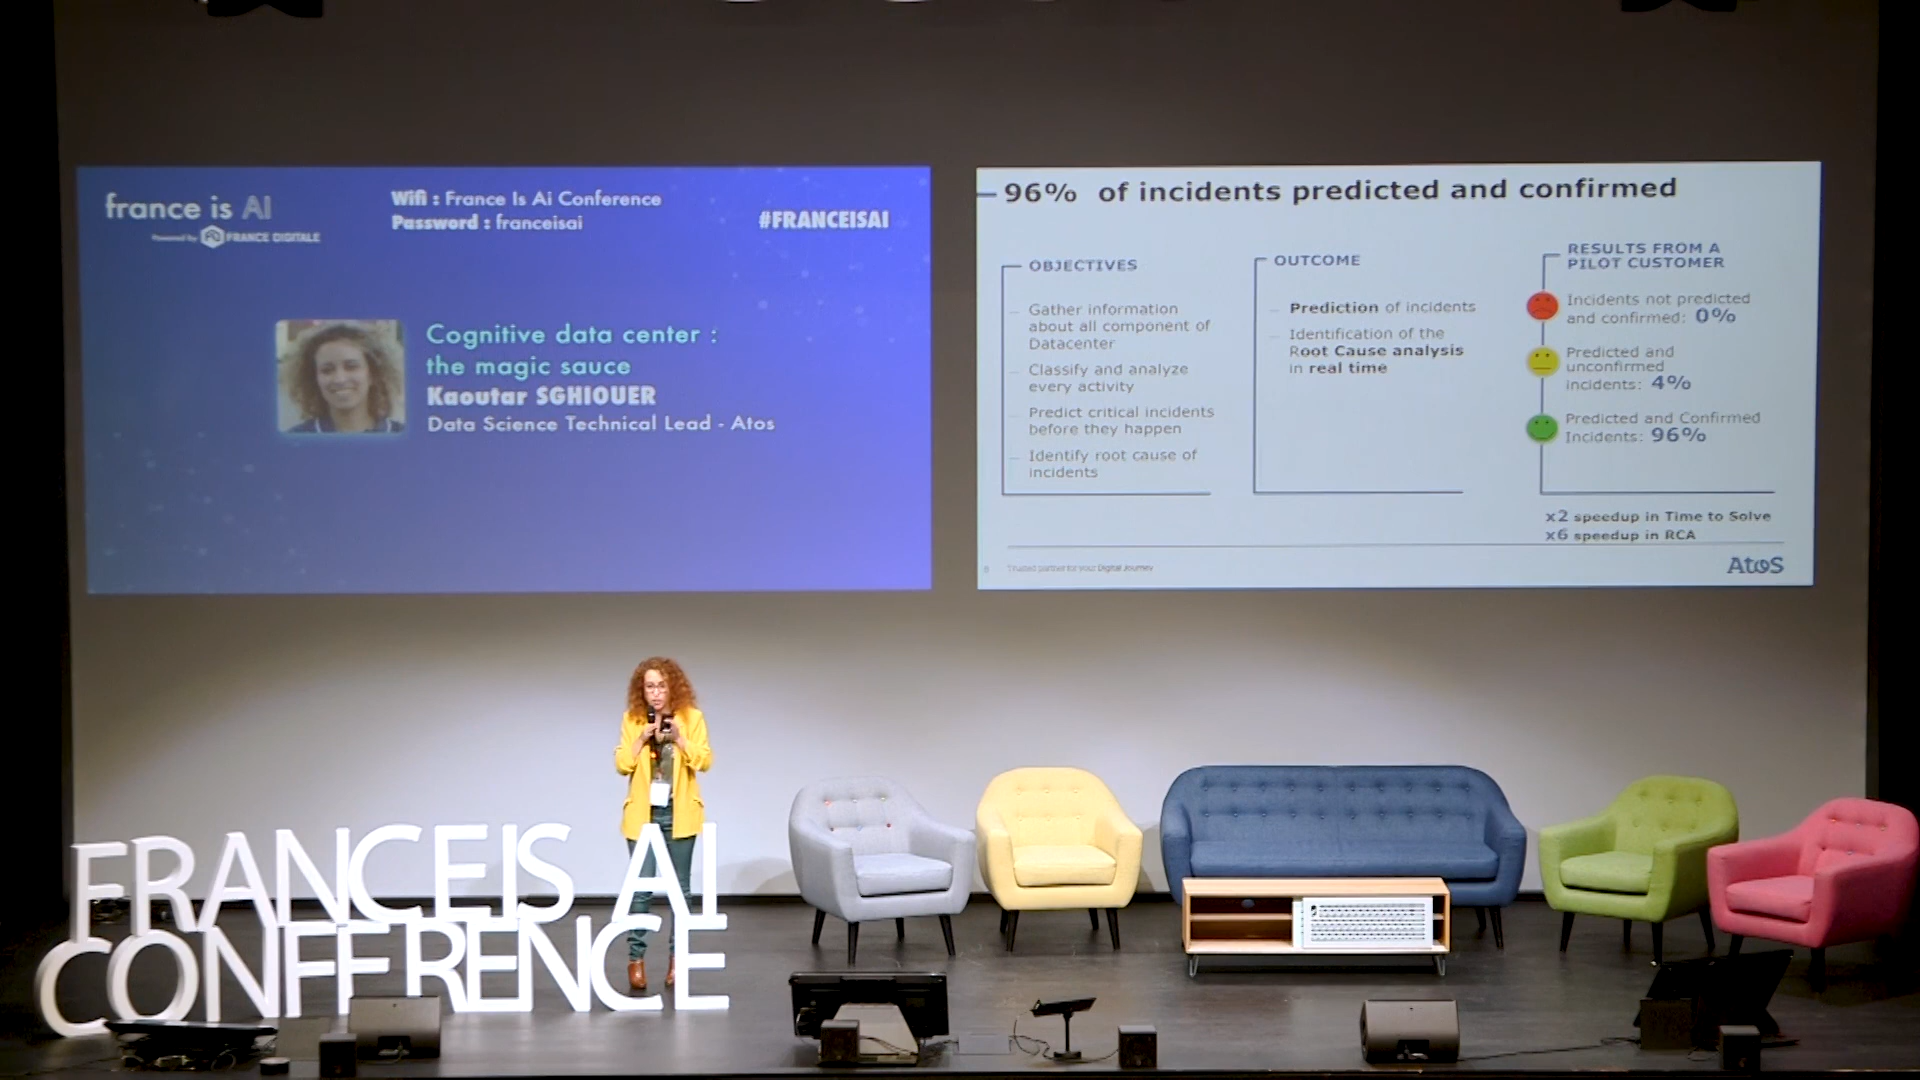 france is AI
Powered by FRANCE DIGITALE
Wifi : France Is Ai Conference
Password : franceisai
#FRANCEISAI
Cognitive data center :
the magic sauce
Kaoutar SGHIOUER
Data Science Technical Lead - Atos
96% of incidents predicted and confirmed
OBJECTIVES
Gather information
about all component of
Datacenter
Classify and analyze
every activity
Predict critical incidents
before they happen
Identify root cause of
incidents
OUTCOME
Prediction of incidents
Identification of the
Root Cause analysis
in real time
RESULTS FROM A
PILOT CUSTOMER
Incidents not predicted
and confirmed: 0%
Predicted and
unconfirmed
incidents: 4%
Predicted and Confirmed
Incidents: 96%
x2 speedup in Time to Solve
x6 speedup in RCA
Trusted partner for your Digital Journey
Atos
FRANCE IS AI
CONFERENCE